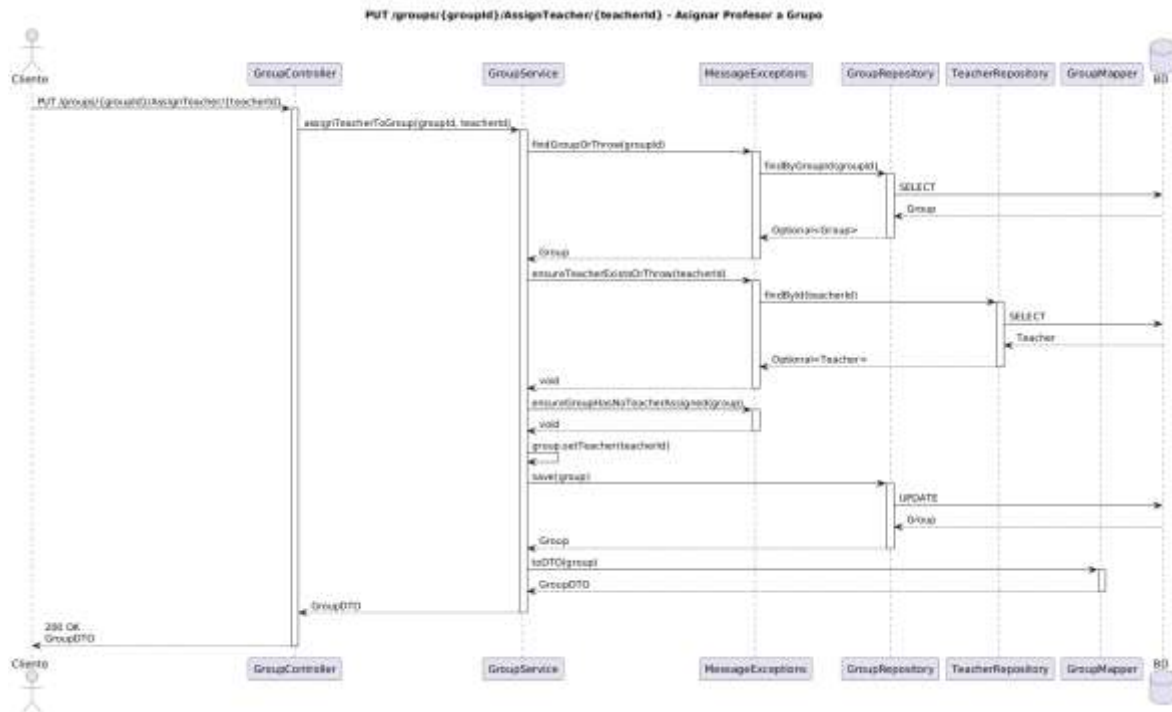 PUT /groups/{groupId}/AssignTeacher/{teacherId} - Asignar Profesor a Grupo
Cliente
GroupController
GroupService
MessageExceptions
GroupRepository
TeacherRepository
GroupMapper
BD
PUT /groups/{groupId}/AssignTeacher/{teacherId}
assignTeacherToGroup(groupId, teacherId)
findGroupOrThrow(groupId)
findByGroupId(groupId)
SELECT
Group
Optional<Group>
Group
ensureTeacherExistsOrThrow(teacherId)
findById(teacherId)
SELECT
Teacher
Optional<Teacher>
void
ensureGroupHasNoTeacherAssigned(group)
void
group.setTeacher(teacherId)
save(group)
UPDATE
Group
Group
toDTO(group)
GroupDTO
GroupDTO
200 OK
GroupDTO
Cliente
GroupController
GroupService
MessageExceptions
GroupRepository
TeacherRepository
GroupMapper
BD